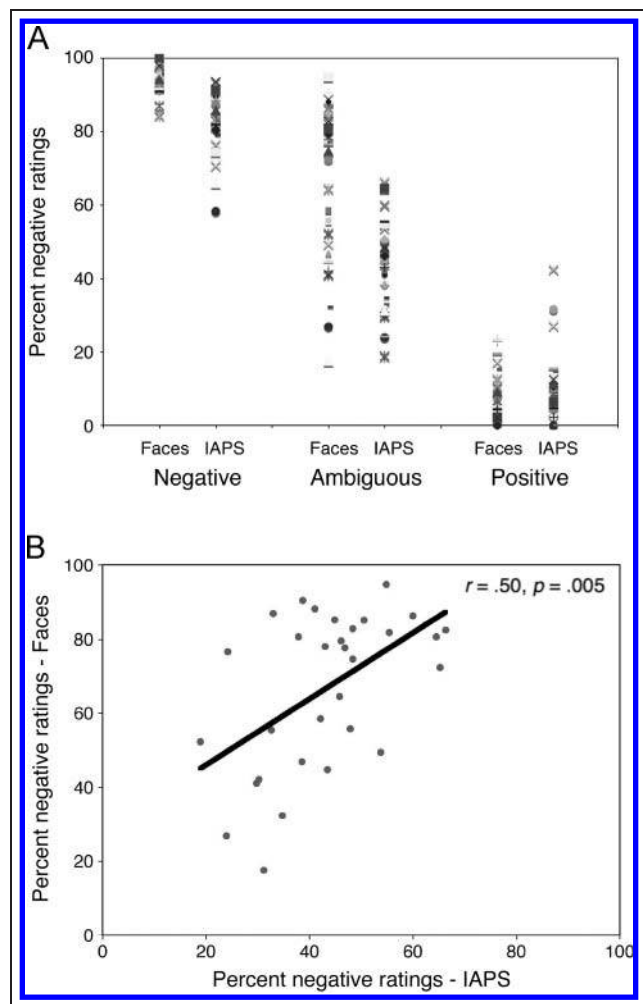 A
Percent negative ratings
100
80
60
40
20
0
Faces IAPS Faces IAPS Faces IAPS
Negative Ambiguous Positive
B
r = .50, p = .005
Percent negative ratings - Faces
100
80
60
40
20
0
0 20 40 60 80 100
Percent negative ratings - IAPS